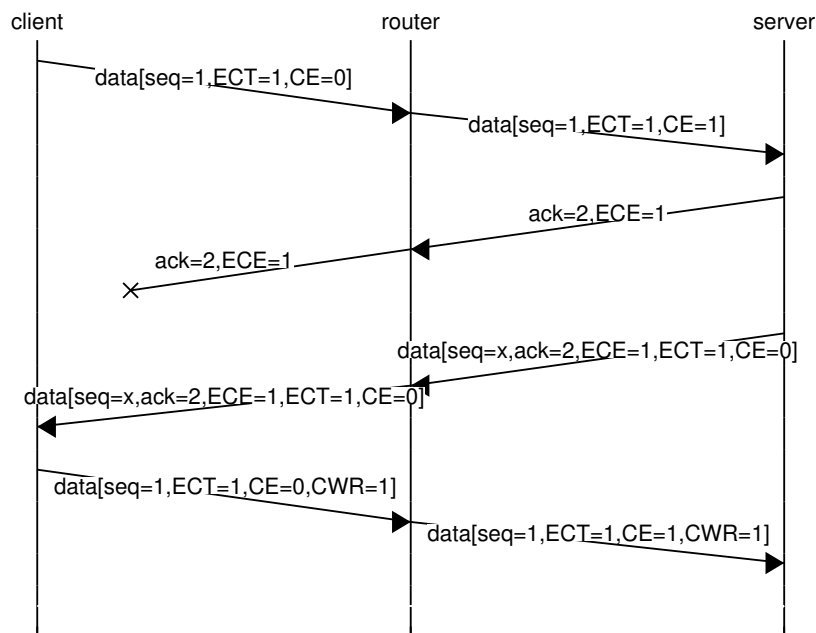 client router server
data[seq=1,ECT=1,CE=0]
data[seq=1,ECT=1,CE=1]
ack=2,ECE=1
ack=2,ECE=1
data[seq=x,ack=2,ECE=1,ECT=1,CE=0]
data[seq=x,ack=2,ECE=1,ECT=1,CE=0]
data[seq=1,ECT=1,CE=0,CWR=1]
data[seq=1,ECT=1,CE=1,CWR=1]